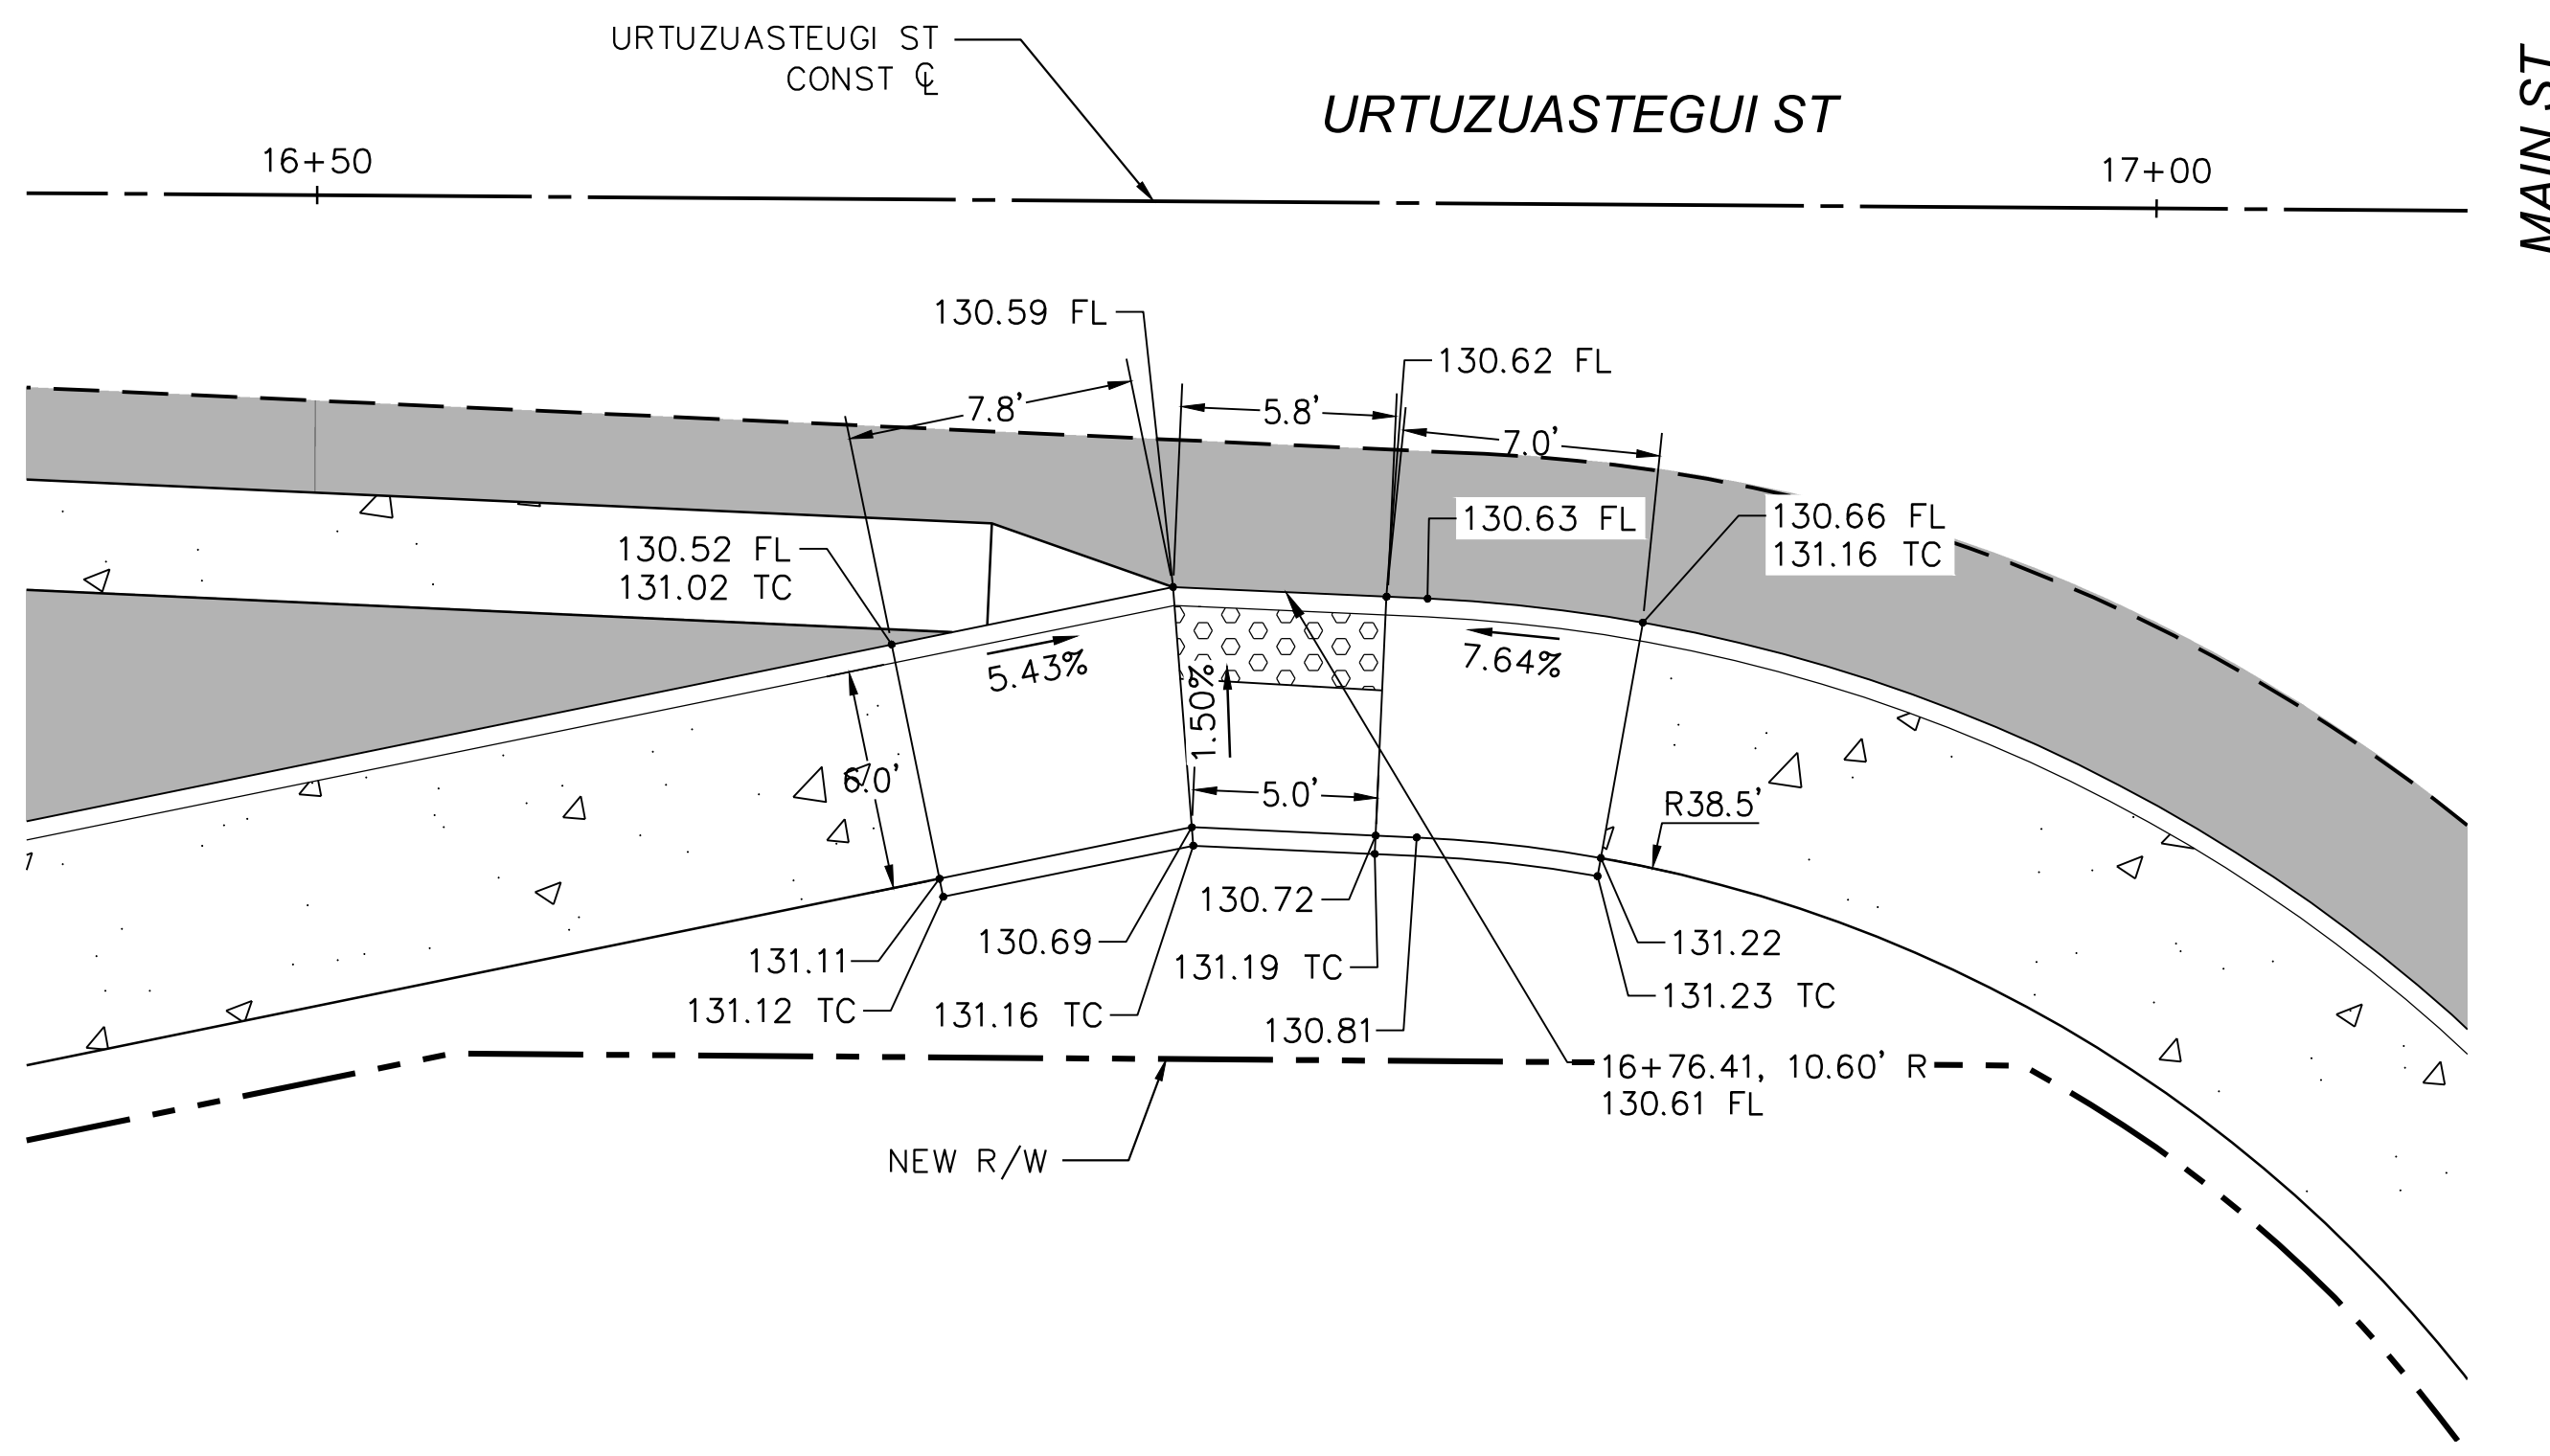 URTUZUASTEUGI ST
CONST ℄
URTUZUASTEGUI ST
MAIN ST
16+50
17+00
130.59 FL
130.62 FL
7.8'
5.8'
7.0'
130.63 FL
130.66 FL
131.16 TC
130.52 FL
131.02 TC
5.43%
7.64%
1.50%
6.0'
5.0'
R38.5'
130.72
130.69
131.11
131.22
131.19 TC
131.23 TC
131.12 TC
131.16 TC
130.81
16+76.41, 10.60' R
130.61 FL
NEW R/W